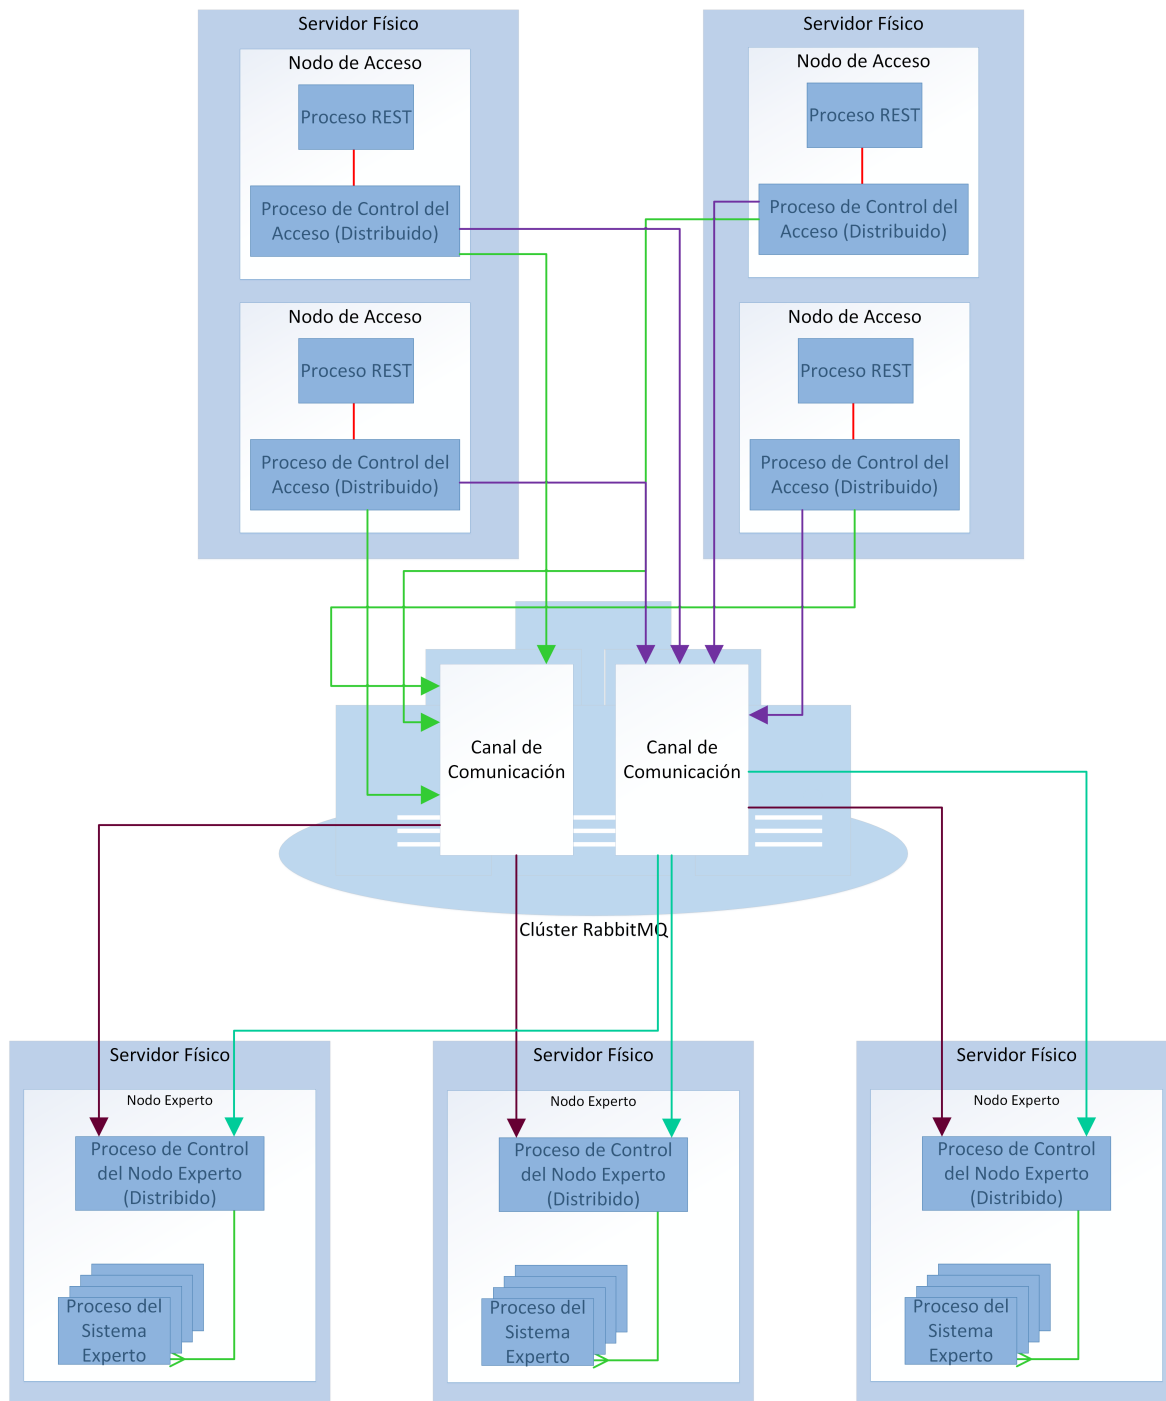 Servidor Físico
Nodo de Acceso
Proceso REST
Proceso de Control del
Acceso (Distribuido)
Nodo de Acceso
Proceso REST
Proceso de Control del
Acceso (Distribuido)
Servidor Físico
Nodo de Acceso
Proceso REST
Proceso de Control del
Acceso (Distribuido)
Nodo de Acceso
Proceso REST
Proceso de Control del
Acceso (Distribuido)
Canal de
Comunicación
Canal de
Comunicación
Clúster RabbitMQ
Servidor Físico
Nodo Experto
Proceso de Control
del Nodo Experto
(Distribido)
Proceso del
Sistema
Experto
Servidor Físico
Nodo Experto
Proceso de Control
del Nodo Experto
(Distribido)
Proceso del
Sistema
Experto
Servidor Físico
Nodo Experto
Proceso de Control
del Nodo Experto
(Distribido)
Proceso del
Sistema
Experto